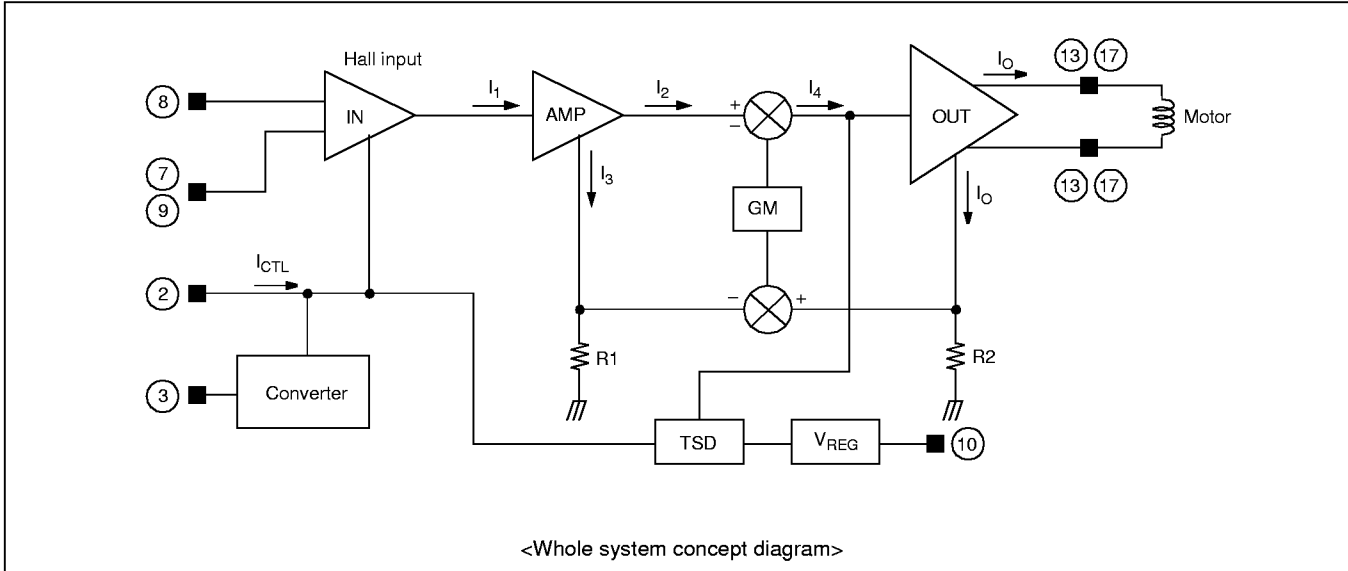 Hall input
8
IN
I1
AMP
I2
+
−
I4
OUT
IO
13 17
Motor
7
9
I3
GM
IO
13 17
2
ICTL
−
+
R1
R2
3
Converter
TSD
VREG
10
<Whole system concept diagram>